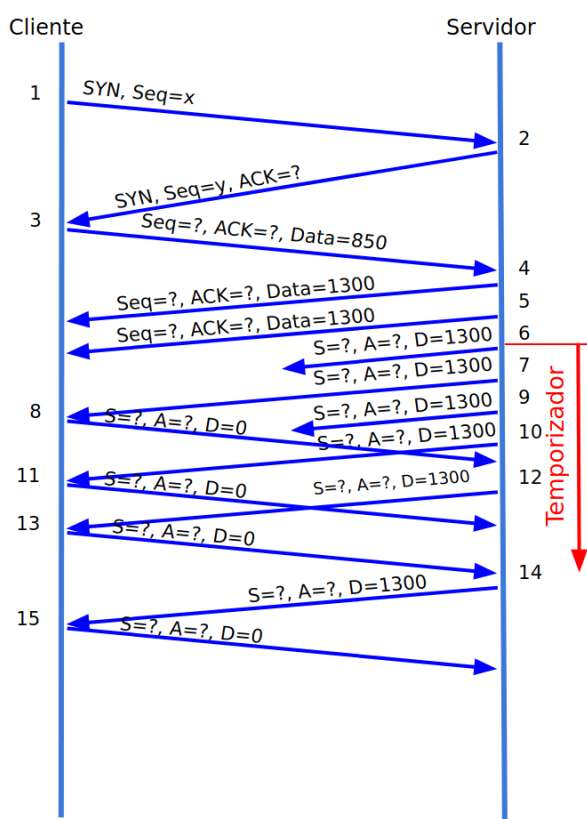 Cliente
Servidor
1
SYN, Seq=x
2
SYN, Seq=y, ACK=?
3
Seq=?, ACK=?, Data=850
4
Seq=?, ACK=?, Data=1300
5
Seq=?, ACK=?, Data=1300
6
S=?, A=?, D=1300
7
S=?, A=?, D=1300
8
S=?, A=?, D=0
9
S=?, A=?, D=1300
10
S=?, A=?, D=1300
Temporizador
11
S=?, A=?, D=0
12
S=?, A=?, D=1300
13
S=?, A=?, D=0
14
S=?, A=?, D=1300
15
S=?, A=?, D=0